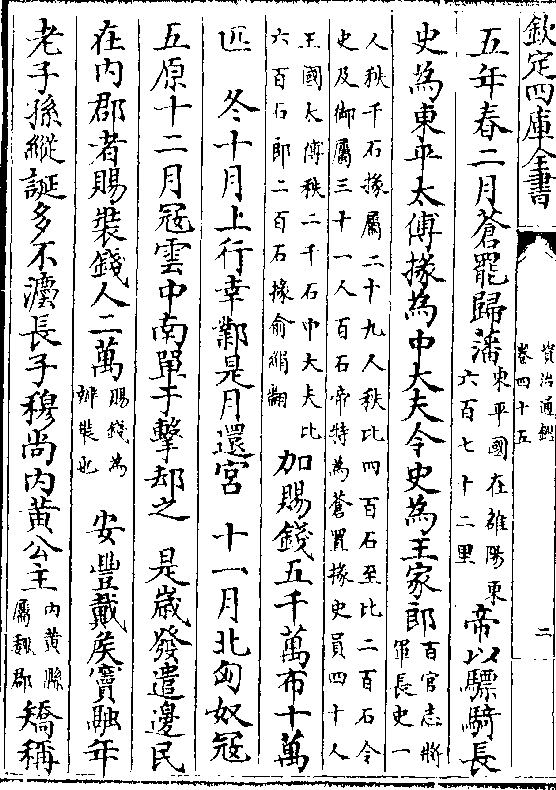 欽定四庫全書
資治通鑑
卷四十五
二
五年春二月蒼罷歸藩
東平國在雒陽東
六百七十二里
帝以驃騎長
史為東平太傅掾為中大夫令史為王家郎
百官志將
軍長史一
人秩千石掾屬二十九人秩比四百石至比二百石令
史及御屬三十一人百石帝特為蒼置掾史員四十人
王國太傅秩二千石中大夫比
六百石郎二百石掾俞絹翻
加賜錢五千萬布十萬
匹　冬十月上行幸鄴是月還宮　十一月北匈奴寇
五原十二月寇雲中南單于擊却之　是歲發遣邊民
在內郡者賜裝錢人二萬
賜錢為
辦裝也
安豐戴矦竇融年
老子孫縱誕多不灋長子穆尚內黃公主
內黃縣
屬魏郡
矯稱